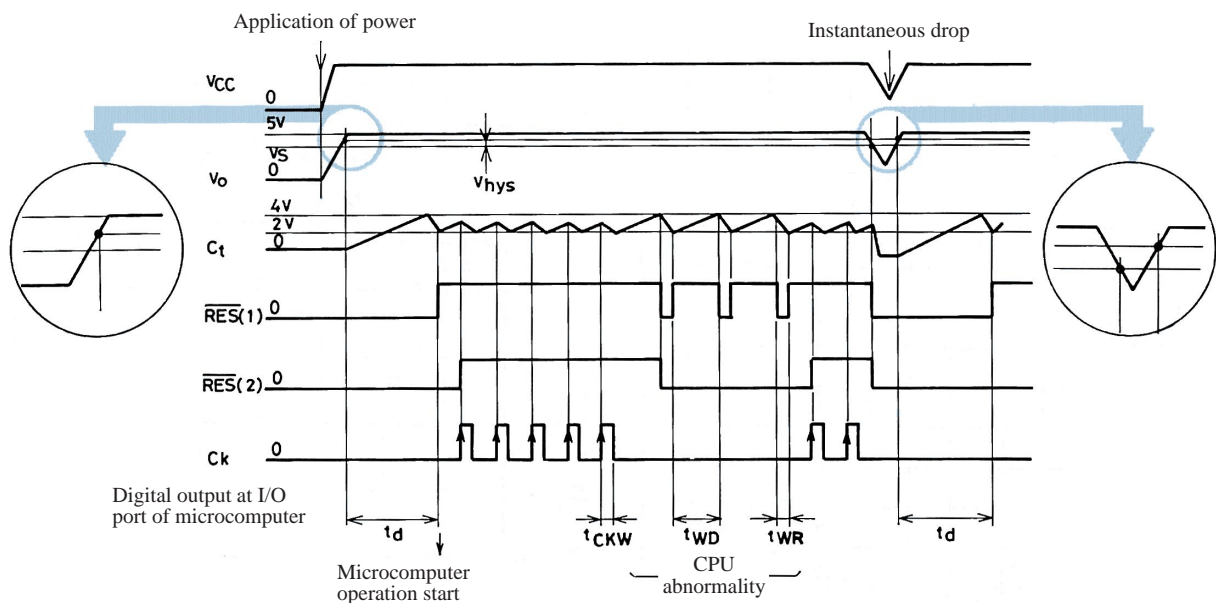 Application of power
Instantaneous drop
VCC
0
5V
VS
0
Vo
Vhys
4V
2V
0
Ct
0
RES(1)
0
RES(2)
0
Ck
Digital output at I/O
port of microcomputer
td
tCKW
tWD
tWR
td
Microcomputer
operation start
CPU
abnormality